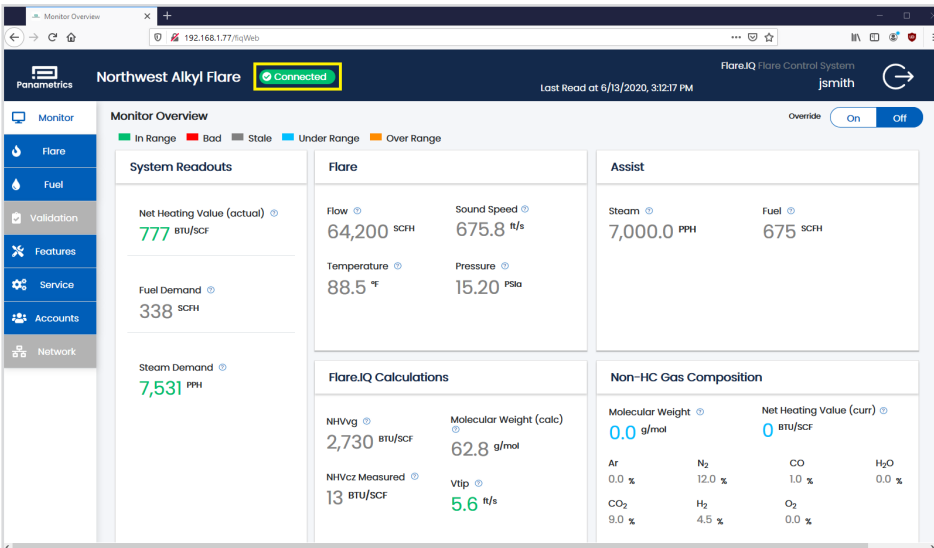 Monitor Overview
192.168.1.77/fiqWeb
Panametrics
Northwest Alkyl Flare
Connected
Flare.IQ Flare Control System
Last Read at 6/13/2020, 3:12:17 PM
jsmith
Monitor
Flare
Fuel
Validation
Features
Service
Accounts
Network
Monitor Overview
Override On Off
In Range Bad Stale Under Range Over Range
System Readouts
Net Heating Value (actual)
777 BTU/SCF
Fuel Demand
338 SCFH
Steam Demand
7,531 PPH
Flare
Flow Sound Speed
64,200 SCFH 675.8 ft/s
Temperature Pressure
88.5 °F 15.20 PSIa
Assist
Steam Fuel
7,000.0 PPH 675 SCFH
Flare.IQ Calculations
NHVvg Molecular Weight (calc)
2,730 BTU/SCF 62.8 g/mol
NHVcz Measured Vtip
13 BTU/SCF 5.6 ft/s
Non-HC Gas Composition
Molecular Weight Net Heating Value (curr)
0.0 g/mol 0 BTU/SCF
Ar N₂ CO H₂O
0.0 % 12.0 % 1.0 % 0.0 %
CO₂ H₂ O₂
9.0 % 4.5 % 0.0 %